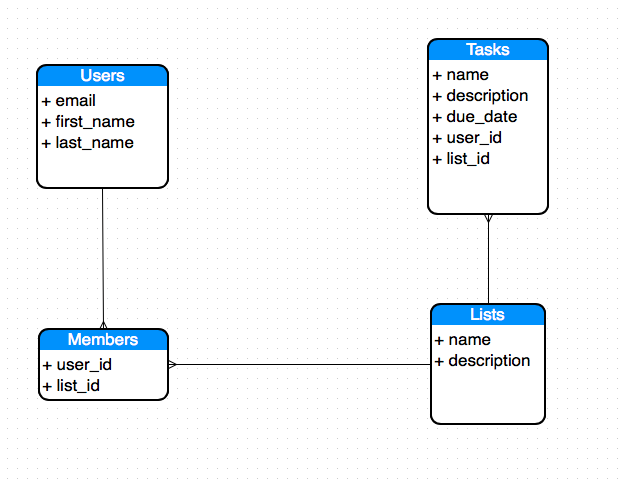 Users
+ email
+ first_name
+ last_name
Tasks
+ name
+ description
+ due_date
+ user_id
+ list_id
Members
+ user_id
+ list_id
Lists
+ name
+ description